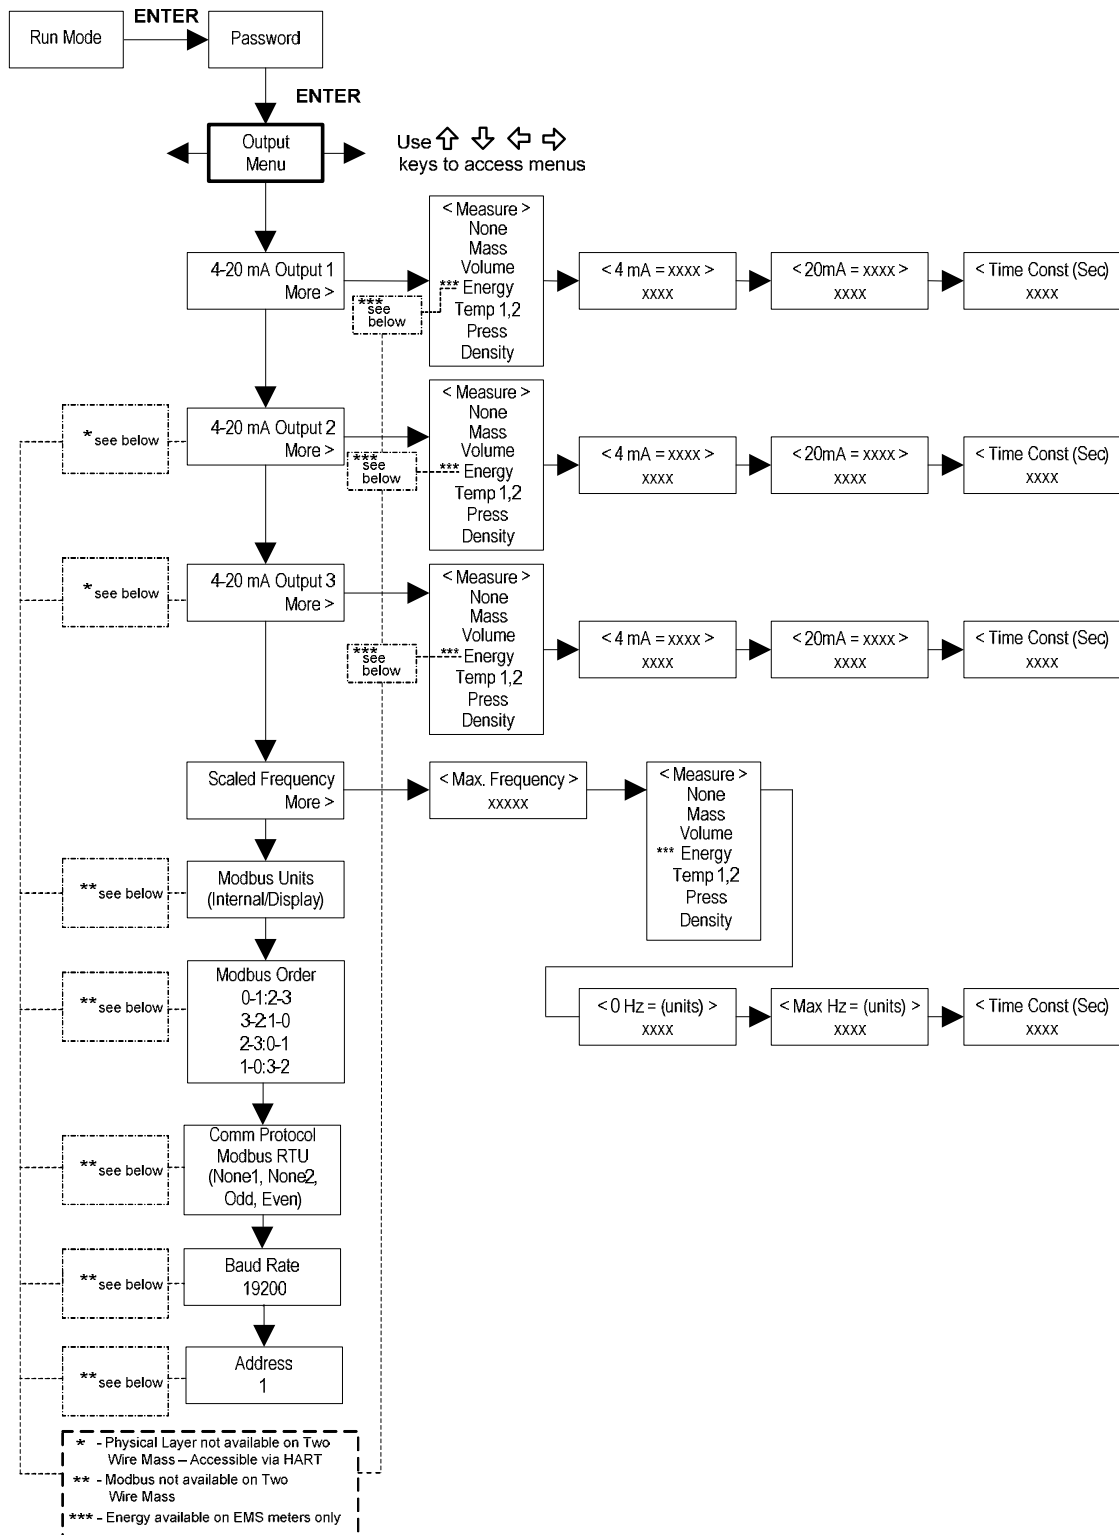 ENTER
Run Mode
Password
ENTER
Output
Menu
Use
keys to access menus
4-20 mA Output 1
More >
*** see
below
< Measure >
None
Mass
Volume
*** Energy
Temp 1,2
Press
Density
< 4 mA = xxxx >
xxxx
< 20mA = xxxx >
xxxx
< Time Const (Sec)
xxxx
* see below
4-20 mA Output 2
More >
*** see
below
< Measure >
None
Mass
Volume
*** Energy
Temp 1,2
Press
Density
< 4 mA = xxxx >
xxxx
< 20mA = xxxx >
xxxx
< Time Const (Sec)
xxxx
* see below
4-20 mA Output 3
More >
*** see
below
< Measure >
None
Mass
Volume
*** Energy
Temp 1,2
Press
Density
< 4 mA = xxxx >
xxxx
< 20mA = xxxx >
xxxx
< Time Const (Sec)
xxxx
Scaled Frequency
More >
< Max. Frequency >
xxxxx
< Measure >
None
Mass
Volume
*** Energy
Temp 1,2
Press
Density
< 0 Hz = (units) >
xxxx
< Max Hz = (units) >
xxxx
< Time Const (Sec)
xxxx
** see below
Modbus Units
(Internal/Display)
** see below
Modbus Order
0-1:2-3
3-2:1-0
2-3:0-1
1-0:3-2
** see below
Comm Protocol
Modbus RTU
(None1, None2,
Odd, Even)
** see below
Baud Rate
19200
** see below
Address
1
* - Physical Layer not available on Two
Wire Mass – Accessible via HART
** - Modbus not available on Two
Wire Mass
*** - Energy available on EMS meters only